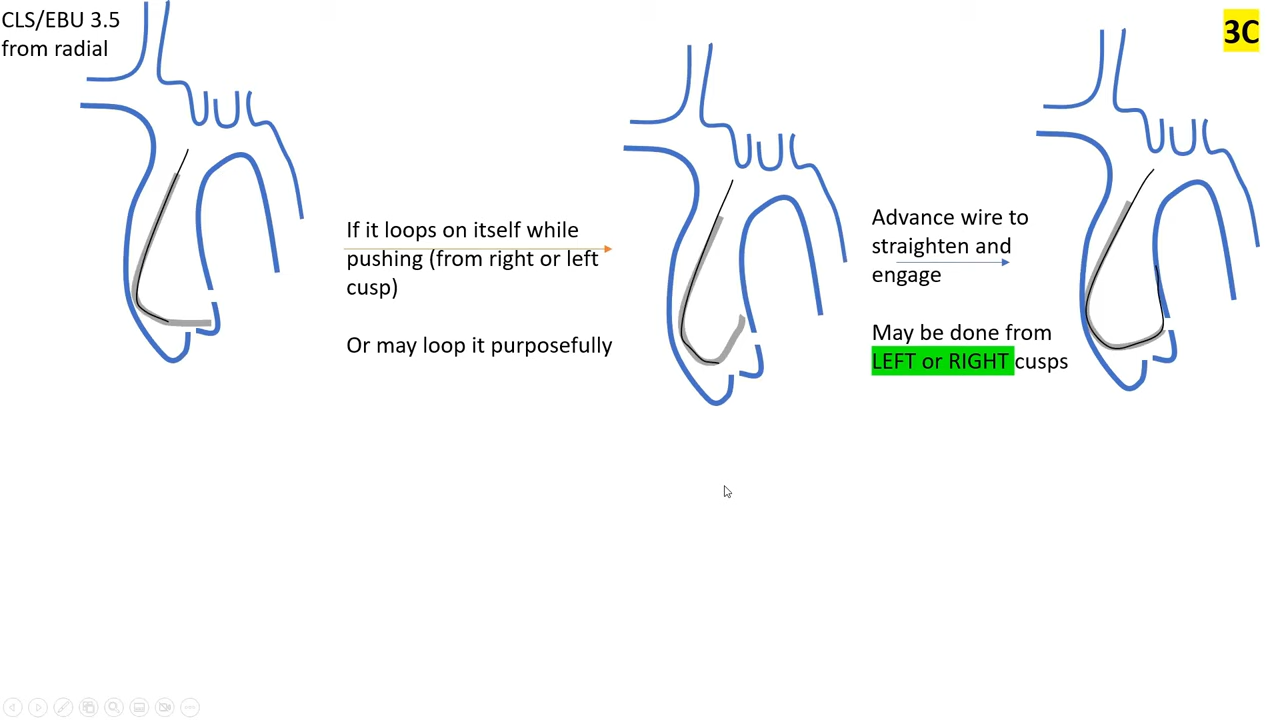 CLS/EBU 3.5
from radial
3C
If it loops on itself while
pushing (from right or left
cusp)
Or may loop it purposefully
Advance wire to
straighten and
engage
May be done from
LEFT or RIGHT cusps